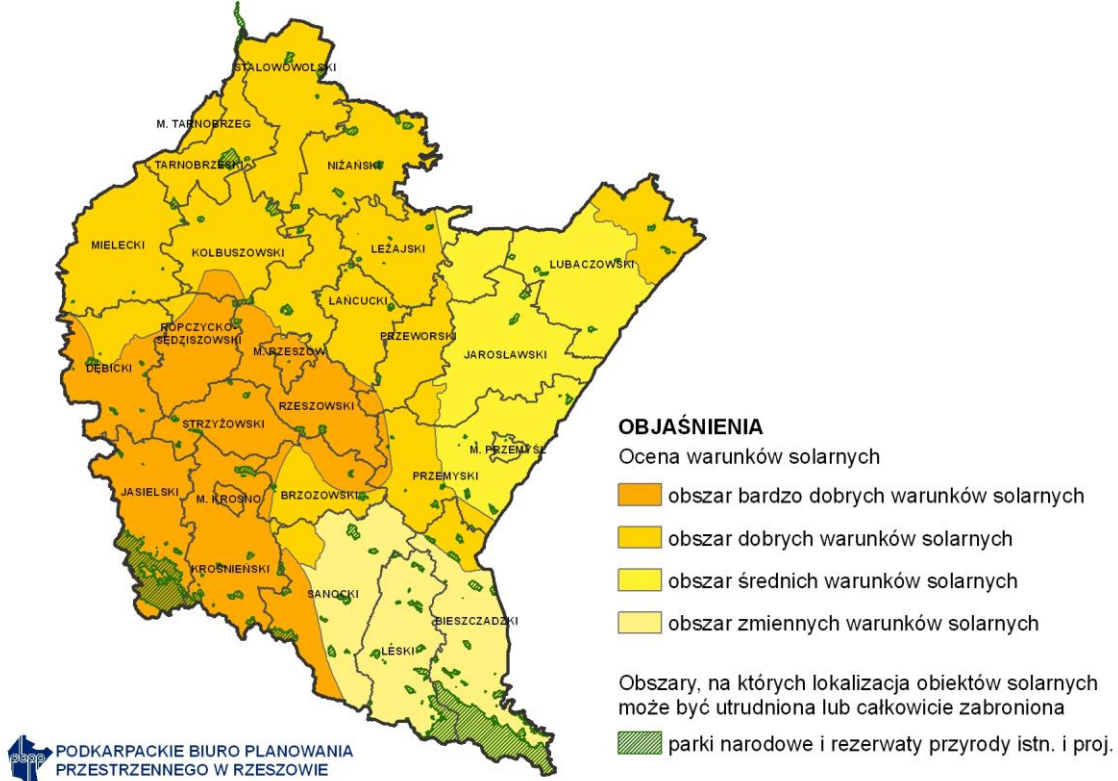 STALOWOWOLSKI
M. TARNOBRZEG
TARNOBRZESKI
NIŻAŃSKI
MIELECKI
KOLBUSZOWSKI
LEŻAJSKI
LUBACZOWSKI
ŁAŃCUCKI
ROPCZYCKO-
SĘDZISZOWSKI
PRZEWORSKI
M. RZESZÓW
JAROSŁAWSKI
DĘBICKI
RZESZOWSKI
STRZYŻOWSKI
M. PRZEMYŚL
PRZEMYSKI
JASIELSKI
M. KROSNO
BRZOZOWSKI
KROŚNIEŃSKI
SANOCKI
BIESZCZADZKI
LESKI
OBJAŚNIENIA
Ocena warunków solarnych
obszar bardzo dobrych warunków solarnych
obszar dobrych warunków solarnych
obszar średnich warunków solarnych
obszar zmiennych warunków solarnych
Obszary, na których lokalizacja obiektów solarnych
może być utrudniona lub całkowicie zabroniona
parki narodowe i rezerwaty przyrody istn. i proj.
pbpp
PODKARPACKIE BIURO PLANOWANIA
PRZESTRZENNEGO W RZESZOWIE